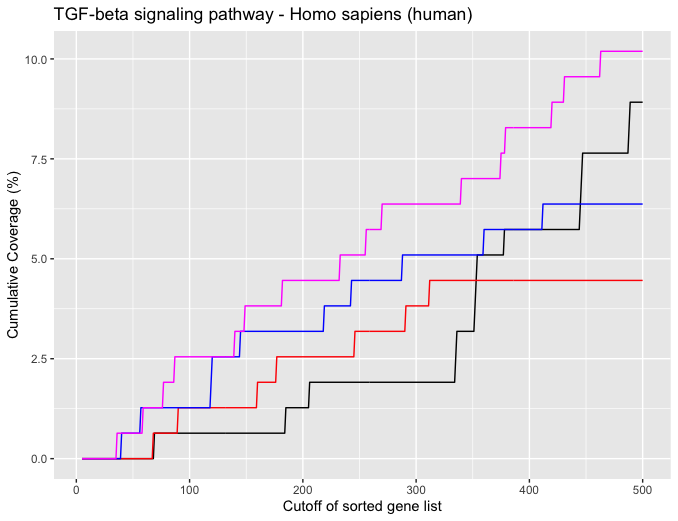 TGF-beta signaling pathway - Homo sapiens (human)
10.0
7.5
5.0
2.5
0.0
Cumulative Coverage (%)
0 100 200 300 400 500
Cutoff of sorted gene list